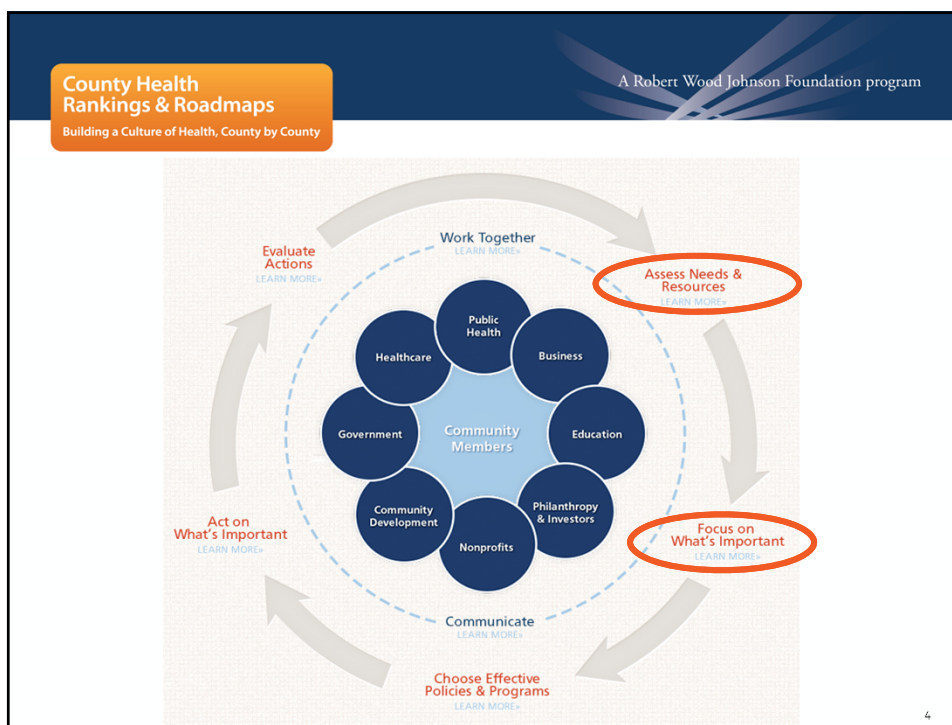 County Health
Rankings & Roadmaps
Building a Culture of Health, County by County
A Robert Wood Johnson Foundation program
Work Together
LEARN MORE»
Evaluate
Actions
LEARN MORE»
Assess Needs &
Resources
LEARN MORE»
Public
Health
Healthcare
Business
Government
Community
Members
Education
Community
Development
Philanthropy
& Investors
Nonprofits
Act on
What's Important
LEARN MORE»
Focus on
What's Important
LEARN MORE»
Communicate
LEARN MORE»
Choose Effective
Policies & Programs
LEARN MORE»
4